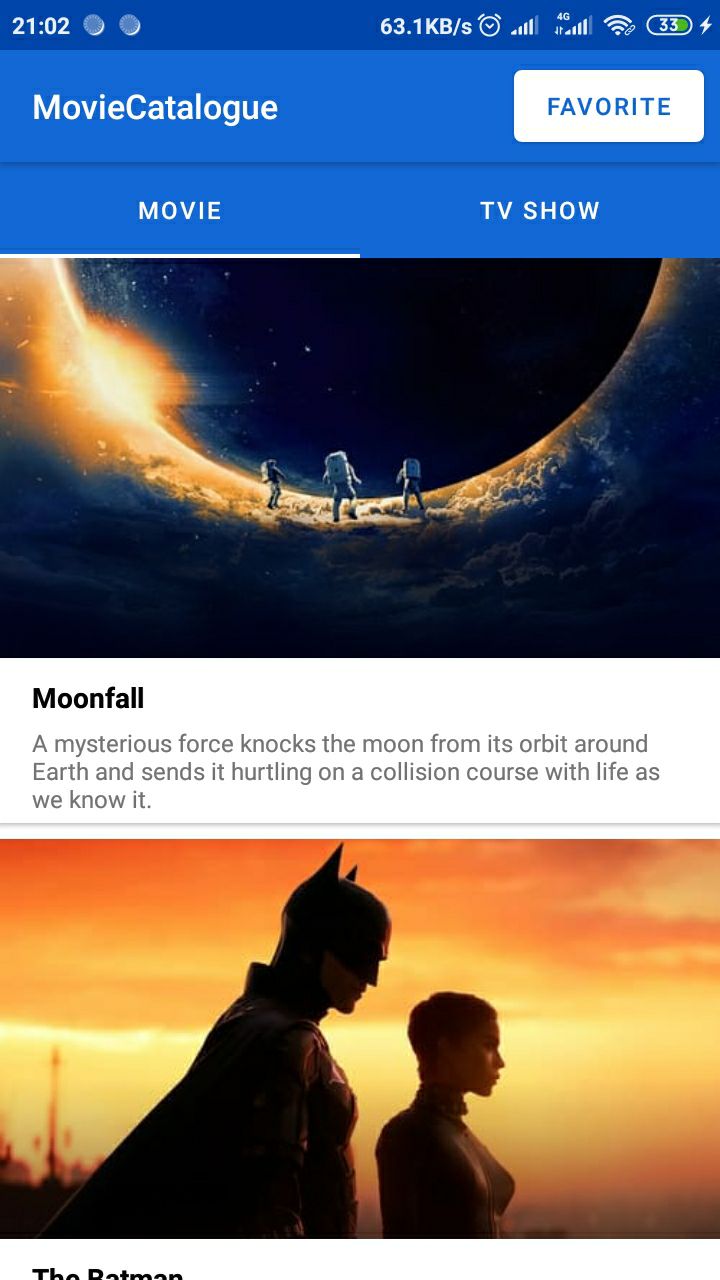 21:02 63.1KB/s 4G 33
MovieCatalogue FAVORITE
MOVIE TV SHOW
Moonfall
A mysterious force knocks the moon from its orbit around
Earth and sends it hurtling on a collision course with life as
we know it.
The Batman